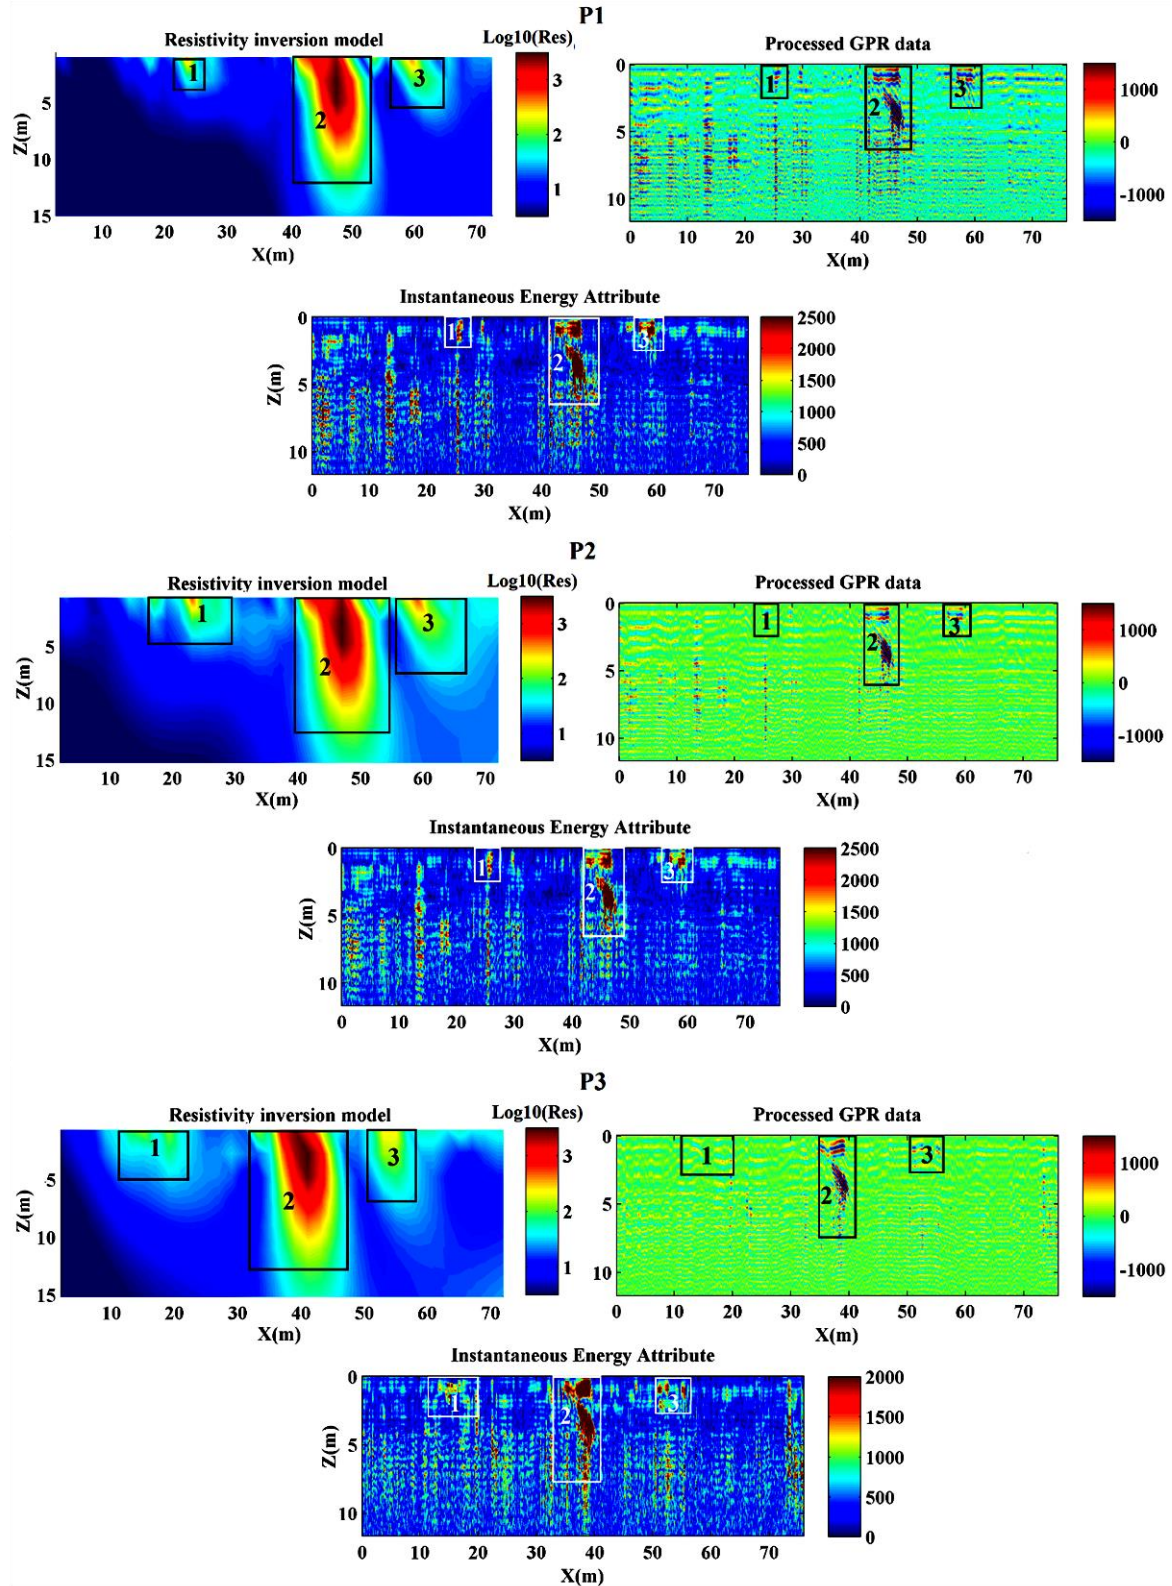 P1
Resistivity inversion model
Log10(Res)
Z(m)
5
10
15
1
2
3
3
2
1
10 20 30 40 50 60 70
X(m)
Processed GPR data
0
5
10
1
2
3
1000
0
-1000
0 10 20 30 40 50 60 70
X(m)
Instantaneous Energy Attribute
Z(m)
0
5
10
1
2
3
2500
2000
1500
1000
500
0
0 10 20 30 40 50 60 70
X(m)
P2
Resistivity inversion model
Log10(Res)
Z(m)
5
10
15
1
2
3
3
2
1
10 20 30 40 50 60 70
X(m)
Processed GPR data
0
5
10
1
2
3
1000
0
-1000
0 10 20 30 40 50 60 70
X(m)
Instantaneous Energy Attribute
Z(m)
0
5
10
1
2
3
2500
2000
1500
1000
500
0
0 10 20 30 40 50 60 70
X(m)
P3
Resistivity inversion model
Log10(Res)
Z(m)
5
10
15
1
2
3
3
2
1
10 20 30 40 50 60 70
X(m)
Processed GPR data
0
5
10
1
2
3
1000
0
-1000
0 10 20 30 40 50 60 70
X(m)
Instantaneous Energy Attribute
Z(m)
0
5
10
1
2
3
2000
1500
1000
500
0
0 10 20 30 40 50 60 70
X(m)